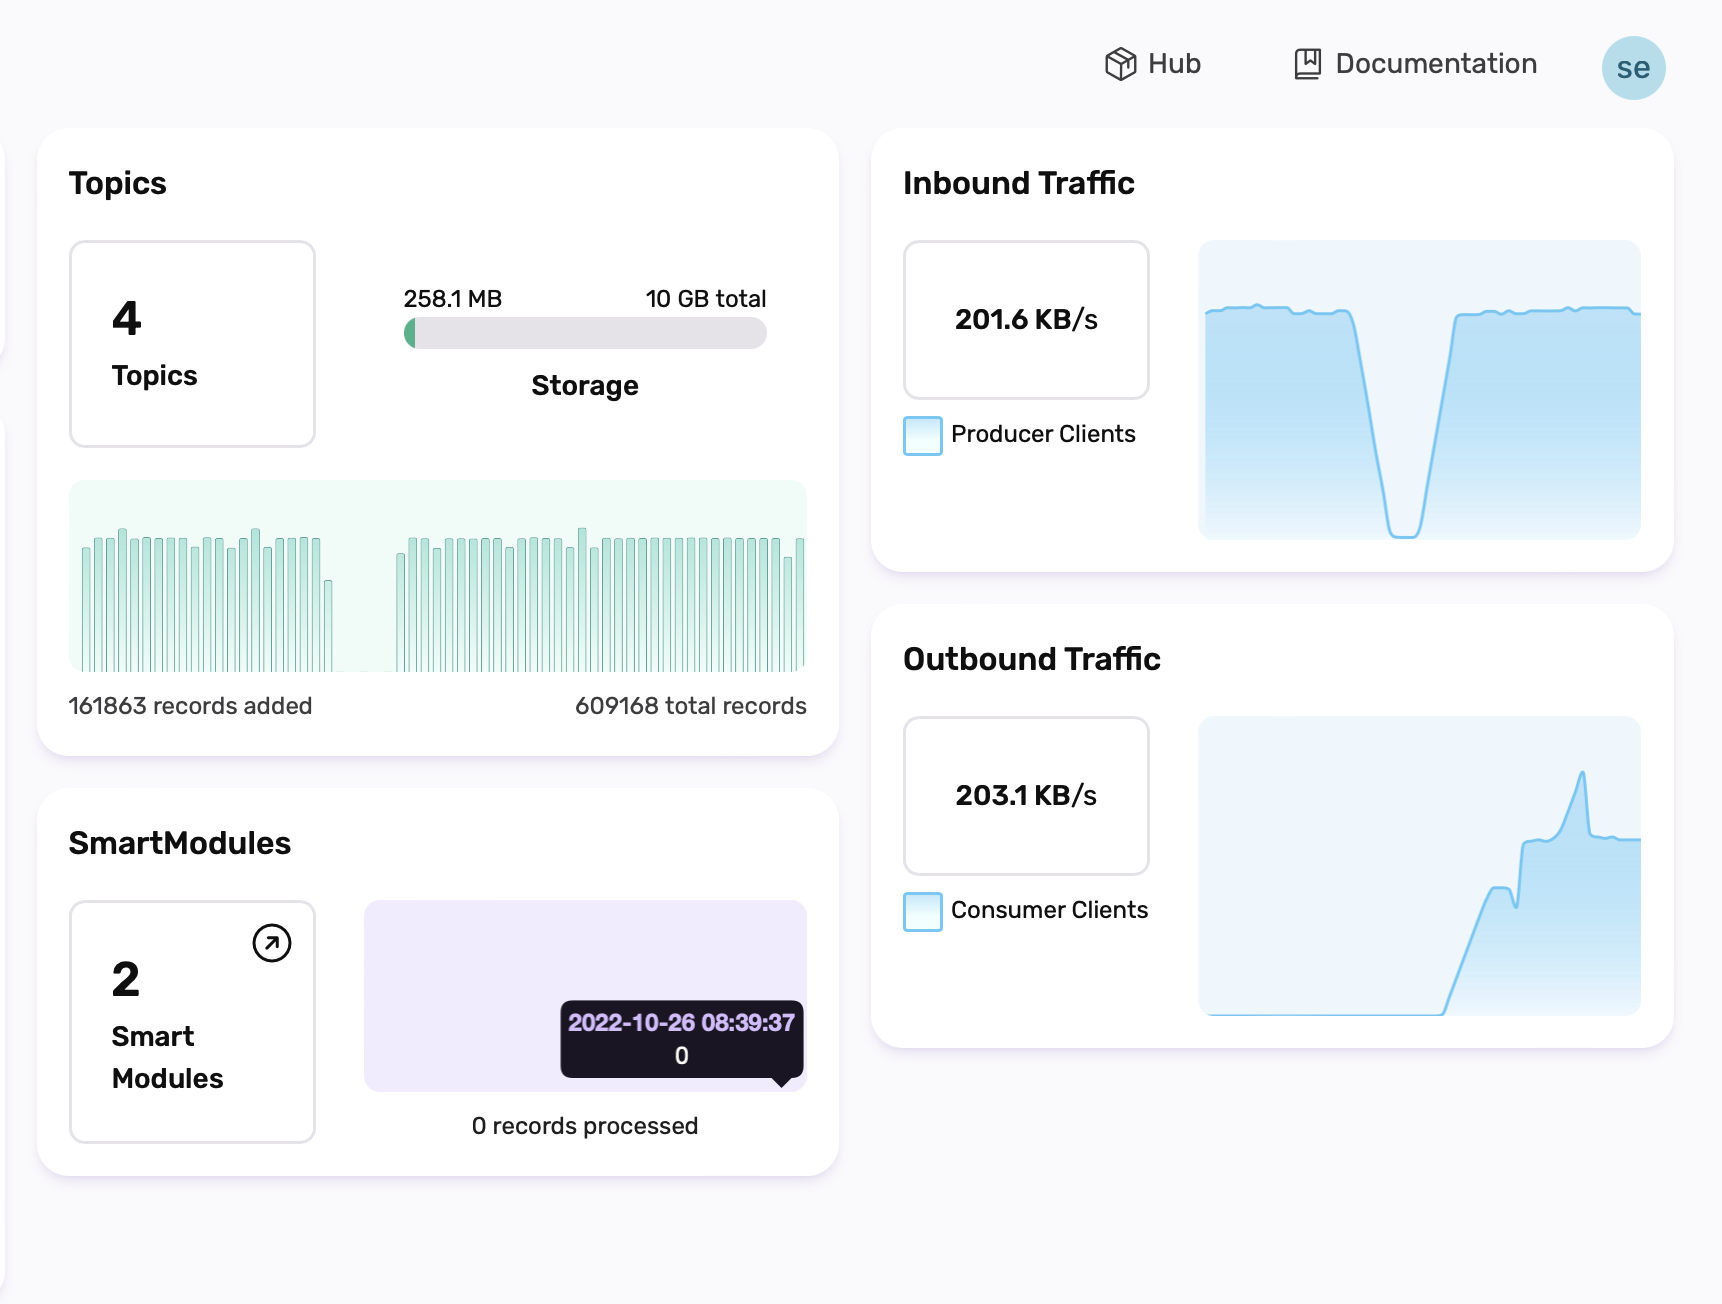 Hub
Documentation
se
Topics
4
Topics
258.1 MB
10 GB total
Storage
161863 records added
609168 total records
SmartModules
2
Smart
Modules
2022-10-26 08:39:37
0
0 records processed
Inbound Traffic
201.6 KB/s
Producer Clients
Outbound Traffic
203.1 KB/s
Consumer Clients